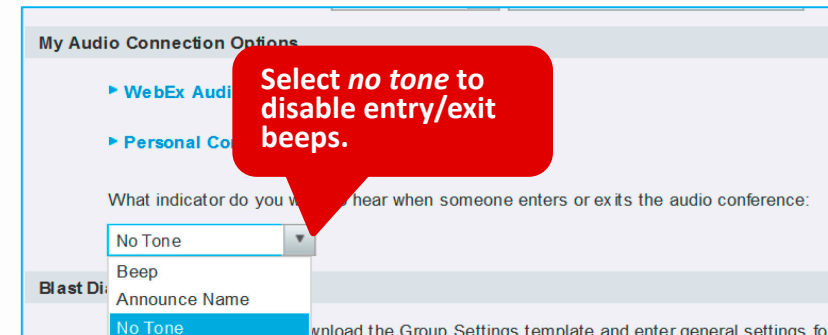 My Audio Connection Options
Select no tone to
disable entry/exit
beeps.
WebEx Audi
Personal Co
What indicator do you w hear when someone enters or exits the audio conference:
No Tone
Beep
Blast Di
Announce Name
No Tone
wnload the Group Settings template and enter general settings fo